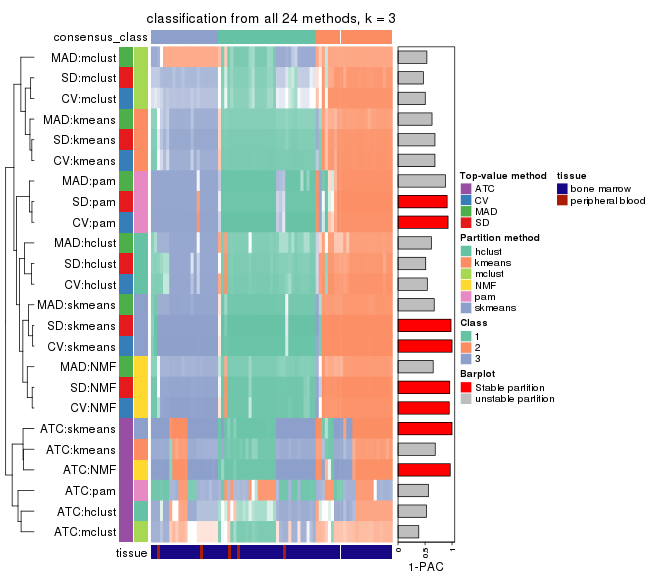 classification from all 24 methods, k = 3
consensus_class
MAD:mclust
SD:mclust
CV:mclust
MAD:kmeans
SD:kmeans
CV:kmeans
MAD:pam
SD:pam
CV:pam
MAD:hclust
SD:hclust
CV:hclust
MAD:skmeans
SD:skmeans
CV:skmeans
MAD:NMF
SD:NMF
CV:NMF
ATC:skmeans
ATC:kmeans
ATC:NMF
ATC:pam
ATC:hclust
ATC:mclust
tissue
0 0.5 1
1-PAC
Top-value method
ATC
CV
MAD
SD
Partition method
hclust
kmeans
mclust
NMF
pam
skmeans
Class
1
2
3
Barplot
Stable partition
unstable partition
tissue
bone marrow
peripheral blood